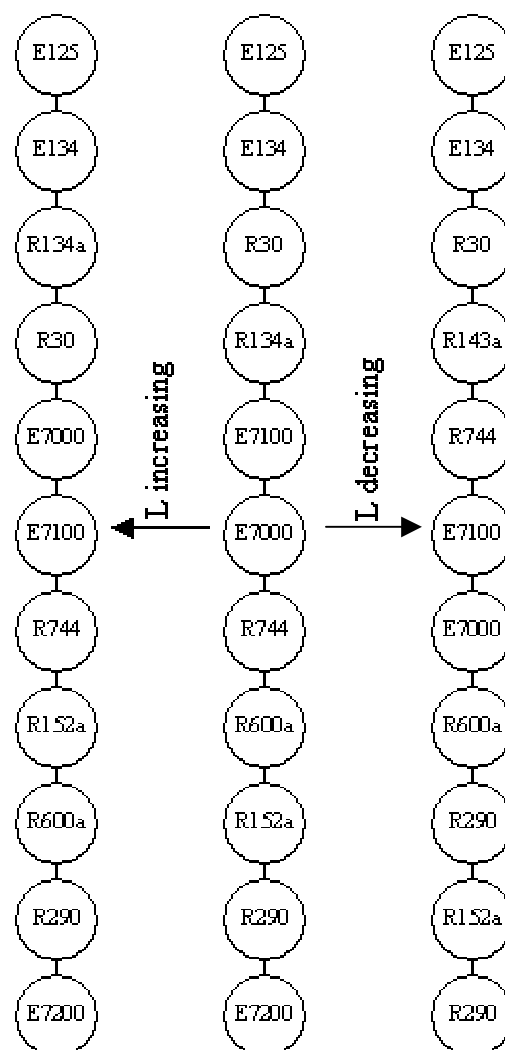 E125 E125 E125
E134 E134 E134
R134a R30 R30
R30 R134a R143a
E7000 E7100 R744
L increasing
L decreasing
E7100 E7000 E7100
R744 R744 E7000
R152a R600a R600a
R600a R152a R290
R290 R290 R152a
E7200 E7200 R290